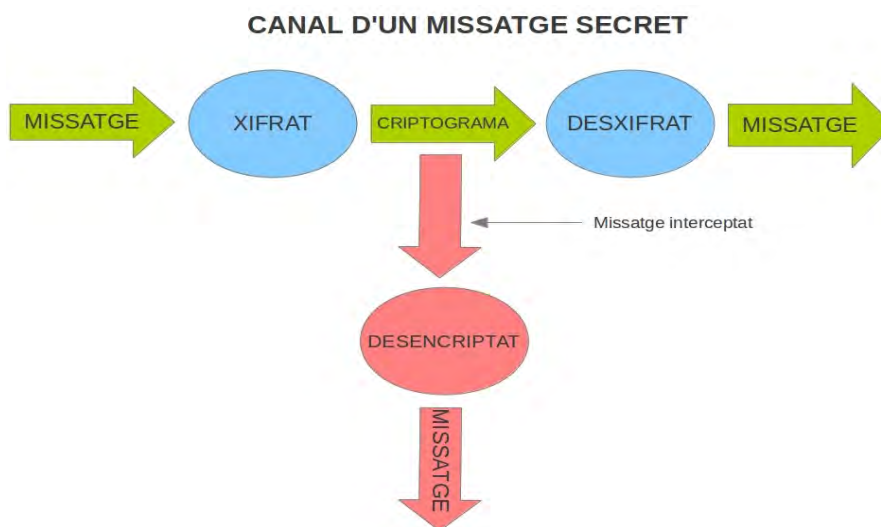 CANAL D'UN MISSATGE SECRET
MISSATGE
XIFRAT
CRIPTOGRAMA
DESXIFRAT
MISSATGE
Missatge interceptat
DESENCRIPTAT
MISSATGE